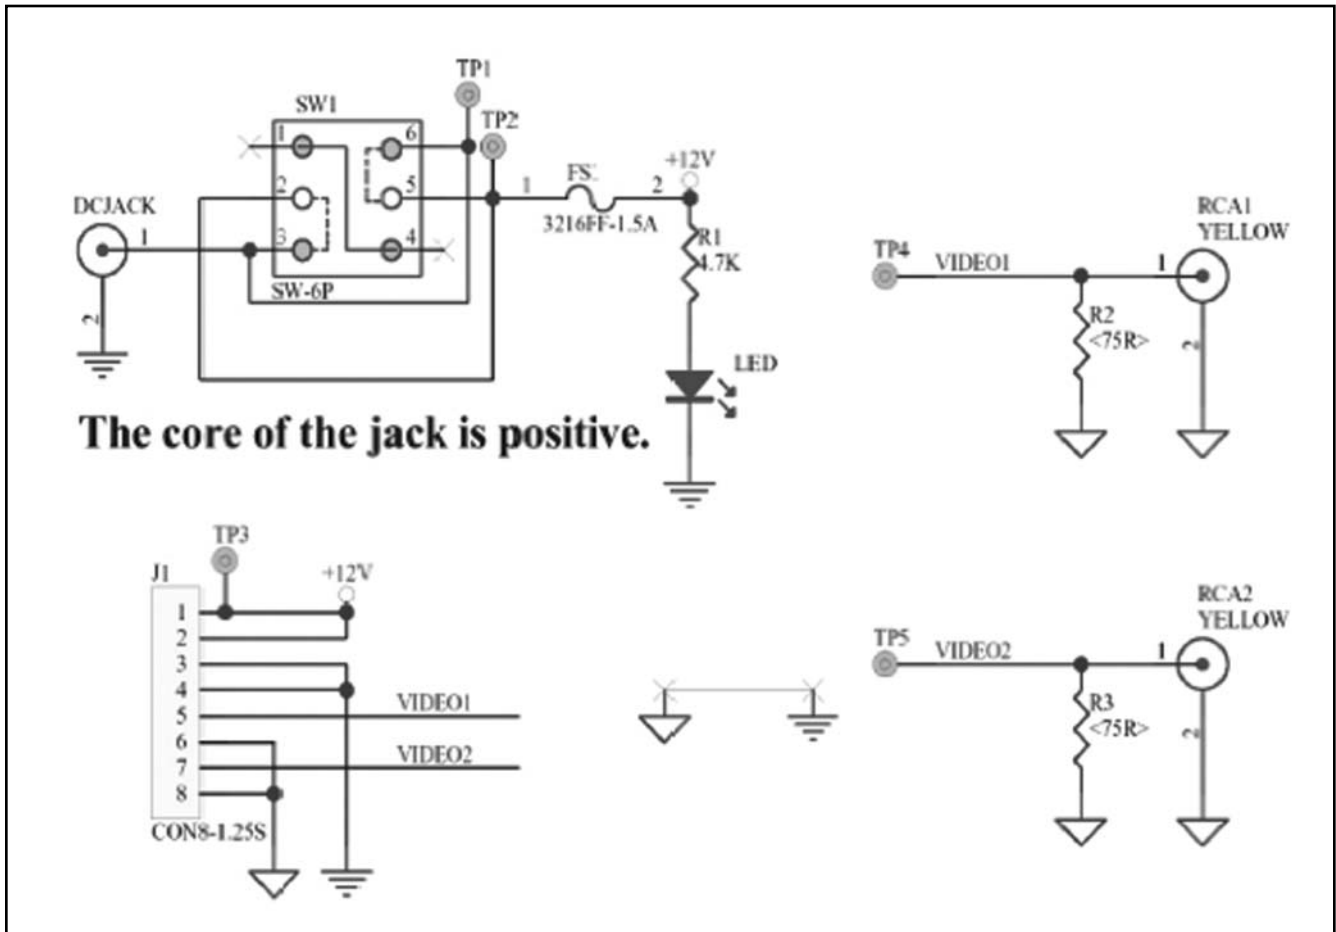 TP1
SW1
TP2
1
6
+12V
FS
2
5
1
2
DCJACK
1
3216FF-1.5A
RCA1
YELLOW
3
4
R1
4.7K
TP4
VIDEO1
1
SW-6P
2
R2
<75R>
2
LED
The core of the jack is positive.
TP3
J1
+12V
1
2
3
4
5
6
7
8
VIDEO1
VIDEO2
CON8-1.25S
RCA2
YELLOW
TP5
VIDEO2
1
R3
<75R>
2